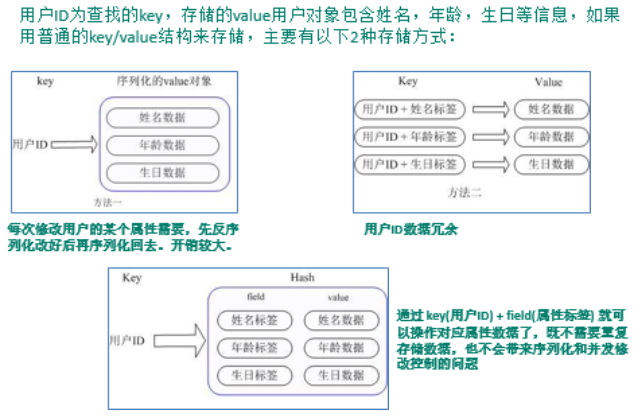 用户ID为查找的key，存储的value用户对象包含姓名，年龄，生日等信息，如果
用普通的key/value结构来存储，主要有以下2种存储方式：
key 序列化的value对象
姓名数据
用户ID 年龄数据
生日数据
方法一
每次修改用户的某个属性需要，先反序
列化改好后再序列化回去。开销较大。
Key Value
用户ID + 姓名标签 姓名数据
用户ID + 年龄标签 年龄数据
用户ID + 生日标签 生日数据
方法二
用户ID数据冗余
Key Hash
field value
姓名标签 姓名数据
用户ID 年龄标签 年龄数据
生日标签 生日数据
通过 key(用户ID) + field(属性标签) 就可
以操作对应属性数据了，既不需要重复
存储数据，也不会带来序列化和并发修
改控制的问题